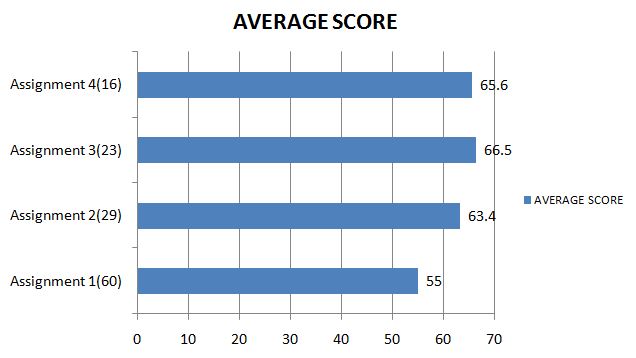 AVERAGE SCORE
Assignment 4(16)
65.6
Assignment 3(23)
66.5
Assignment 2(29)
63.4
AVERAGE SCORE
Assignment 1(60)
55
0 10 20 30 40 50 60 70